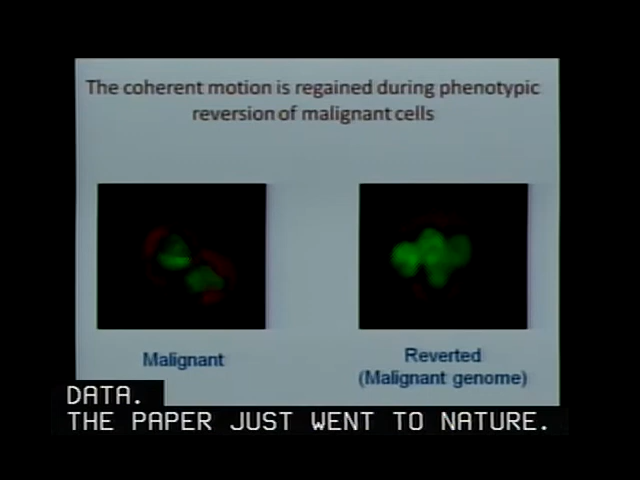 The coherent motion is regained during phenotypic
reversion of malignant cells
Malignant
Reverted
(Malignant genome)
DATA.
THE PAPER JUST WENT TO NATURE.